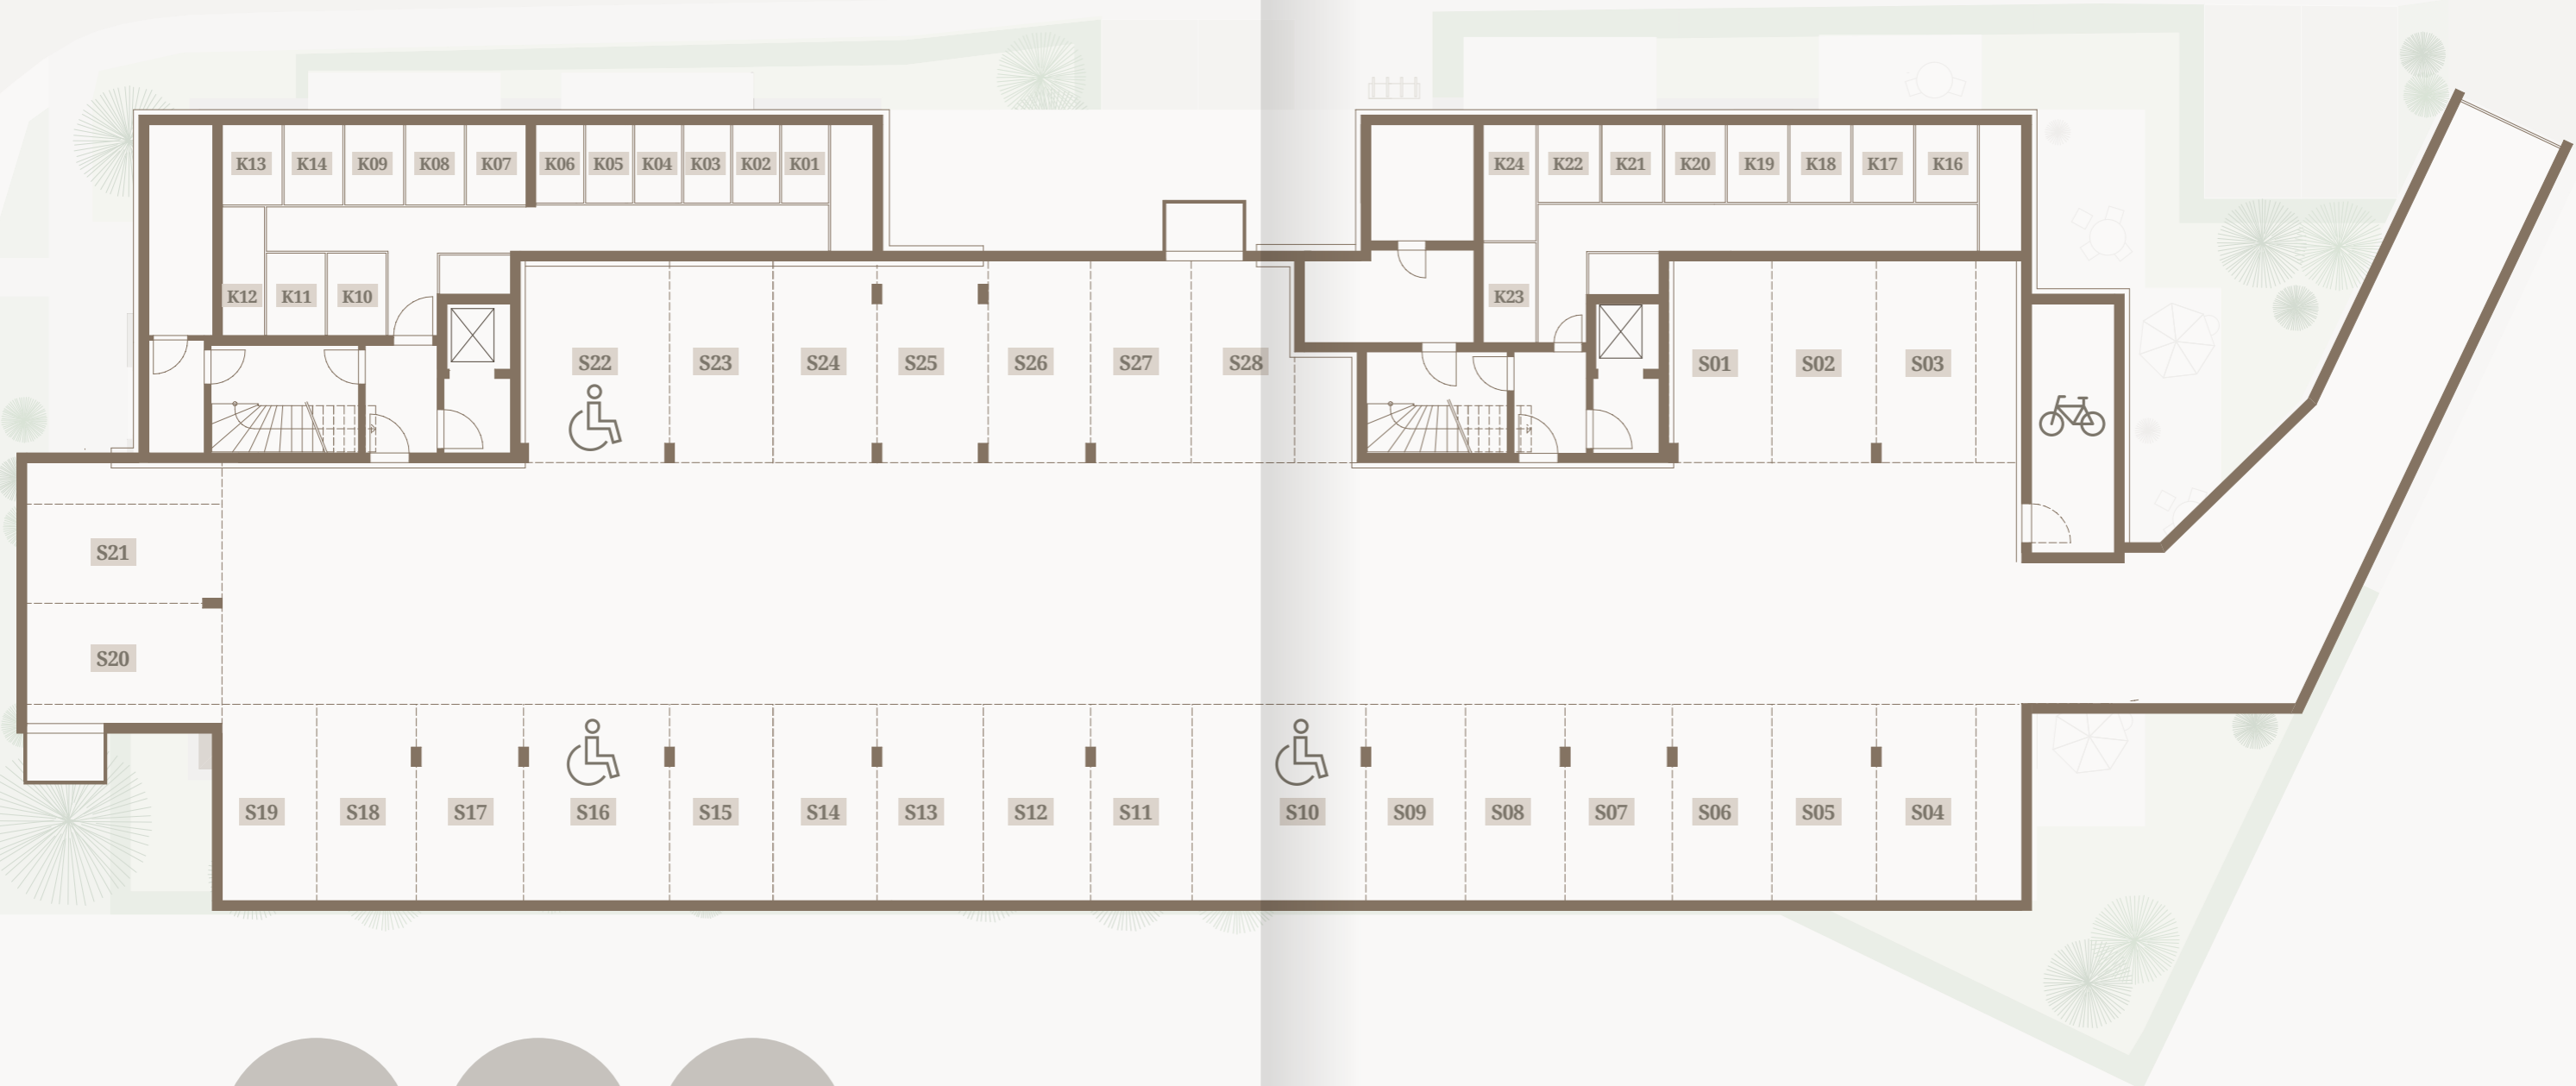 K13 K14 K09 K08 K07 K06 K05 K04 K03 K02 K01 K24 K22 K21 K20 K19 K18 K17 K16
K12 K11 K10 K23
S22 S23 S24 S25 S26 S27 S28 S01 S02 S03
S21
S20
S19 S18 S17 S16 S15 S14 S13 S12 S11 S10 S09 S08 S07 S06 S05 S04